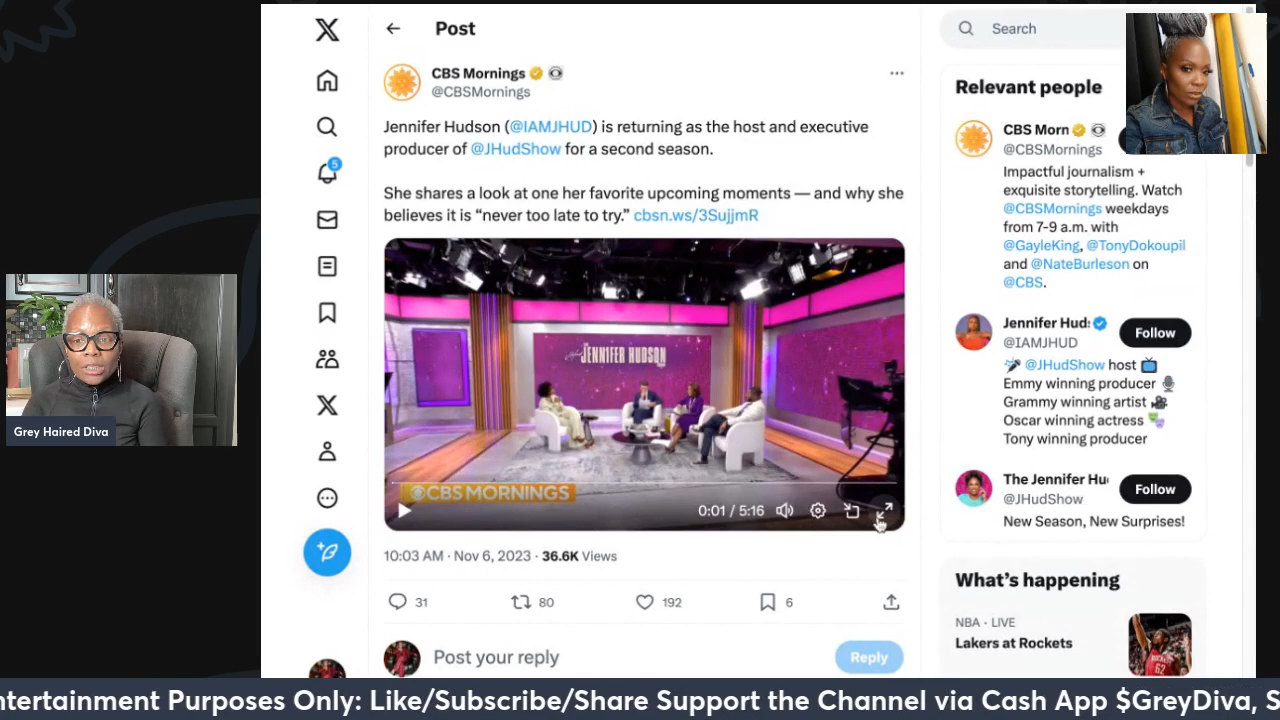 Post
Search
CBS Mornings
@CBSMornings
Jennifer Hudson (@IAMJHUD) is returning as the host and executive
producer of @JHudShow for a second season.
She shares a look at one her favorite upcoming moments — and why she
believes it is “never too late to try.” cbsn.ws/3SujjmR
JENNIFER HUDSON
CBS MORNINGS
0:01 / 5:16
10:03 AM · Nov 6, 2023 · 36.6K Views
31
80
192
6
Post your reply
Reply
5
Relevant people
CBS Morn
@CBSMornings
Impactful journalism +
exquisite storytelling. Watch
@CBSMornings weekdays
from 7-9 a.m. with
@GayleKing, @TonyDokoupil
and @NateBurleson on
@CBS.
Jennifer Hud
Follow
@IAMJHUD
@JHudShow host
Emmy winning producer
Grammy winning artist
Oscar winning actress
Tony winning producer
The Jennifer Hu
Follow
@JHudShow
New Season, New Surprises!
What’s happening
NBA · LIVE
Lakers at Rockets
62
Grey Haired Diva
ntertainment Purposes Only: Like/Subscribe/Share Support the Channel via Cash App $GreyDiva, S